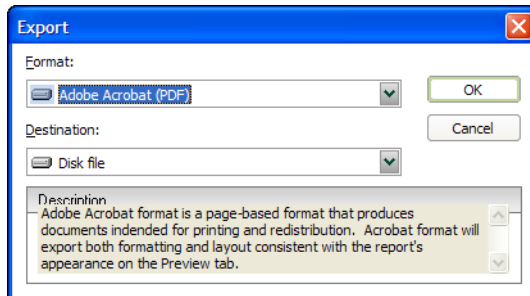 Export
Format:
Adobe Acrobat (PDF)
OK
Destination:
Cancel
Disk file
Description
Adobe Acrobat format is a page-based format that produces
documents indended for printing and redistribution. Acrobat format will
export both formatting and layout consistent with the report's
appearance on the Preview tab.